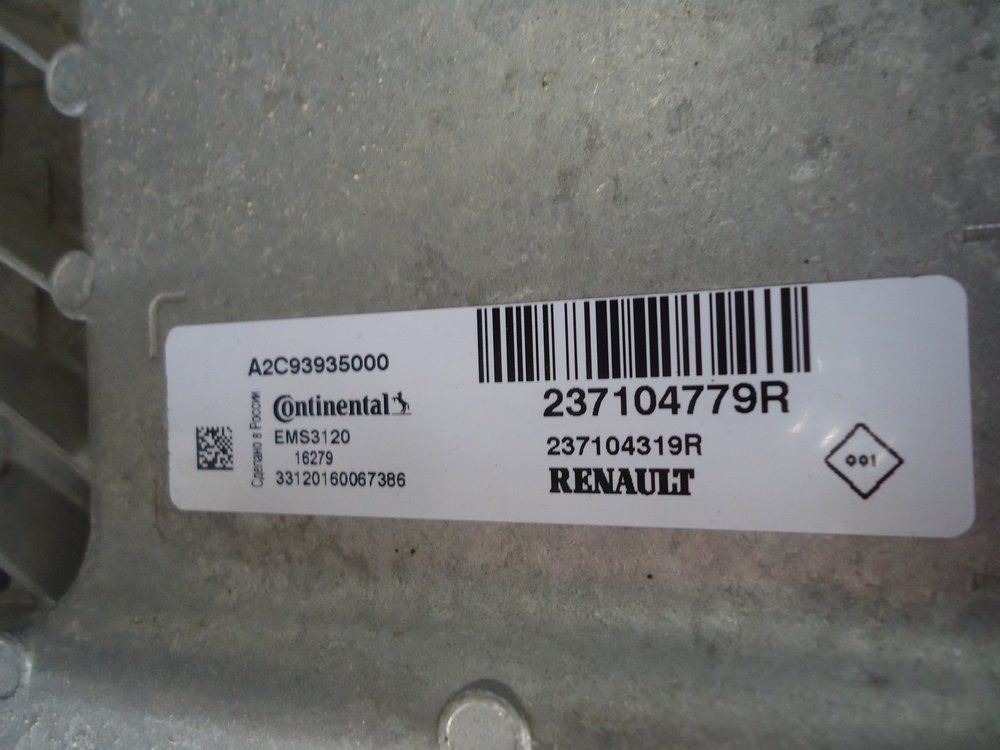 A2C93935000
Сделано в России
Continental
EMS3120
16279
33120160067386
237104779R
237104319R
RENAULT
001